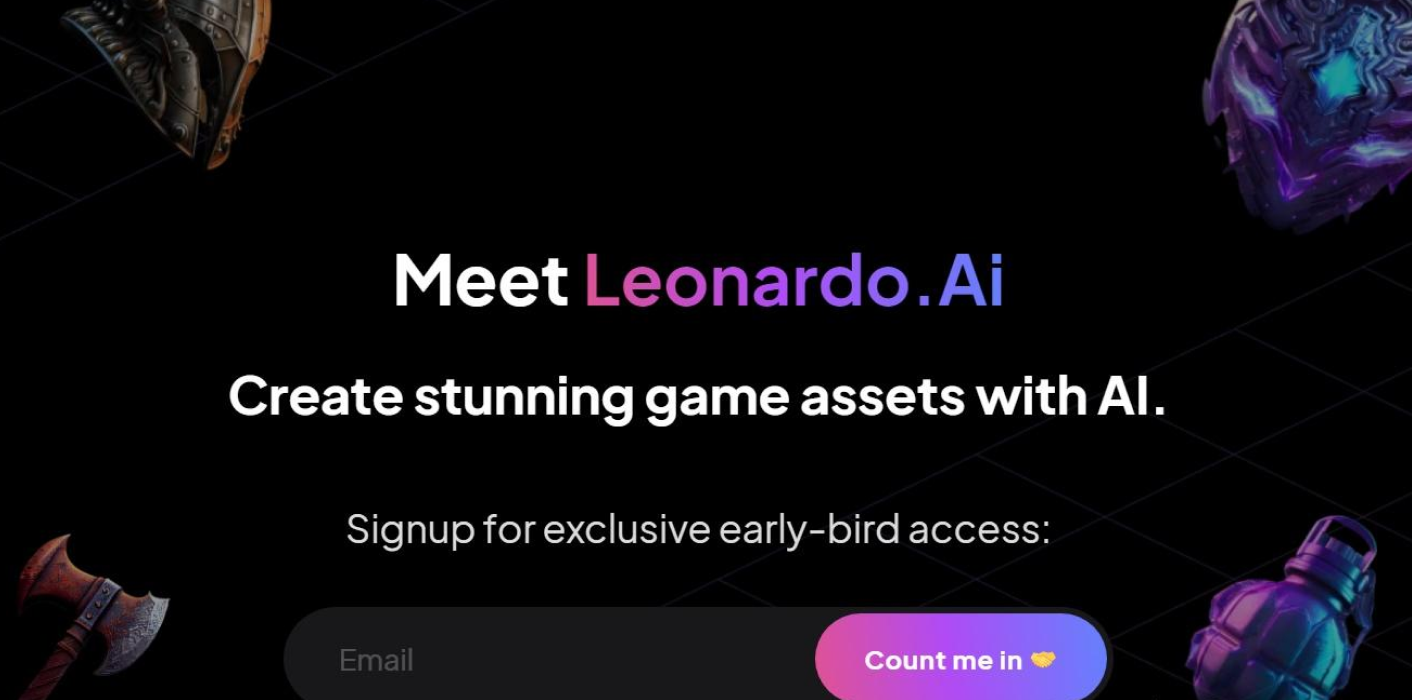 Meet Leonardo.Ai
Create stunning game assets with AI.
Signup for exclusive early-bird access:
Email
Count me in 🤝